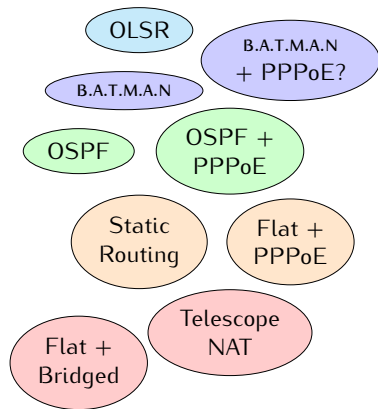 OLSR
B.A.T.M.A.N
+ PPPoE?
B.A.T.M.A.N
OSPF
OSPF +
PPPoE
Static
Routing
Flat +
PPPoE
Telescope
NAT
Flat +
Bridged